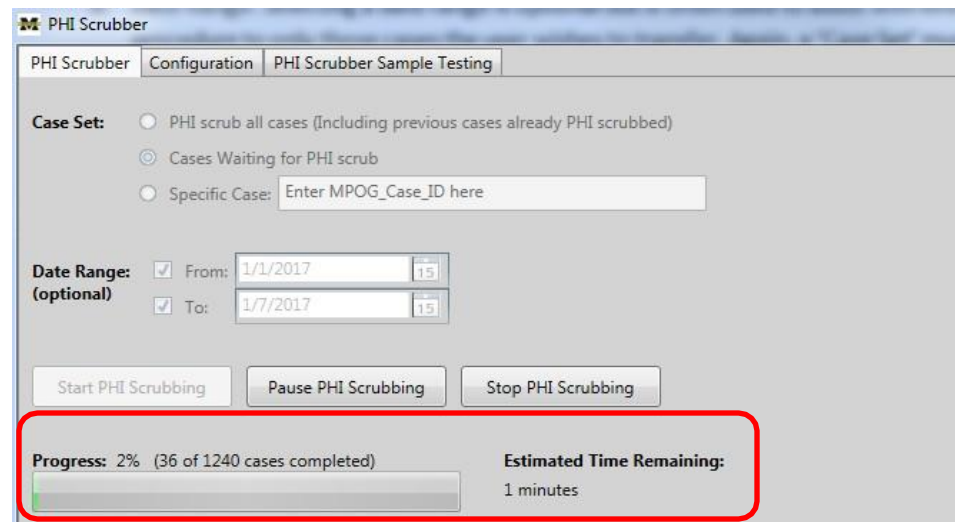 M PHI Scrubber
PHI Scrubber Configuration PHI Scrubber Sample Testing
Case Set: PHI scrub all cases (Including previous cases already PHI scrubbed)
Cases Waiting for PHI scrub
Specific Case: Enter MPOG_Case_ID here
Date Range: From: 1/1/2017 15
(optional) To: 1/7/2017 15
Start PHI Scrubbing Pause PHI Scrubbing Stop PHI Scrubbing
Progress: 2% (36 of 1240 cases completed) Estimated Time Remaining:
1 minutes